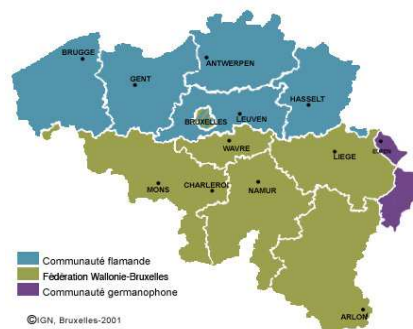 BRUGGE
GENT
ANTWERPEN
HASSELT
BRUXELLES
LEUVEN
WAVRE
LIEGE
EUPEN
MONS
CHARLEROI
NAMUR
ARLON
Communauté flamande
Fédération Wallonie-Bruxelles
Communauté germanophone
©IGN, Bruxelles-2001